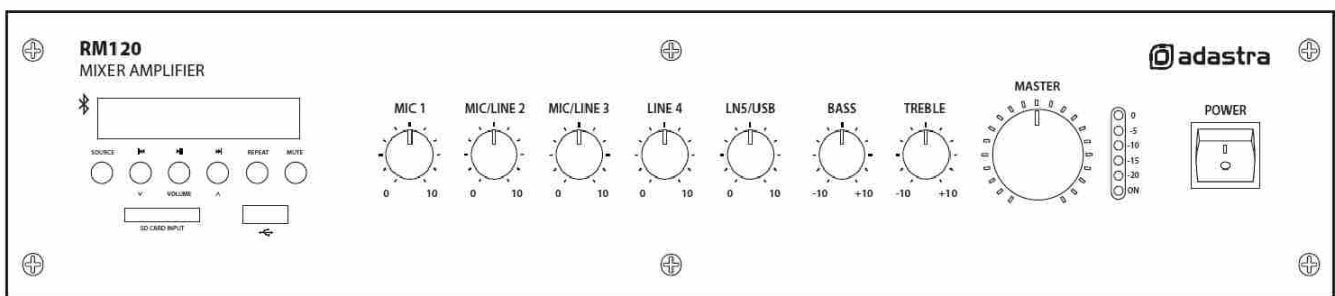 RM120
MIXER AMPLIFIER
adastra
MIC 1 MIC/LINE 2 MIC/LINE 3 LINE 4 LN5/USB BASS TREBLE MASTER POWER
SOURCE REPEAT MUTE
VOLUME
SD CARD INPUT
0 10 0 10 0 10 0 10 0 10 -10 +10 -10 +10
0
-5
-10
-15
-20
ON